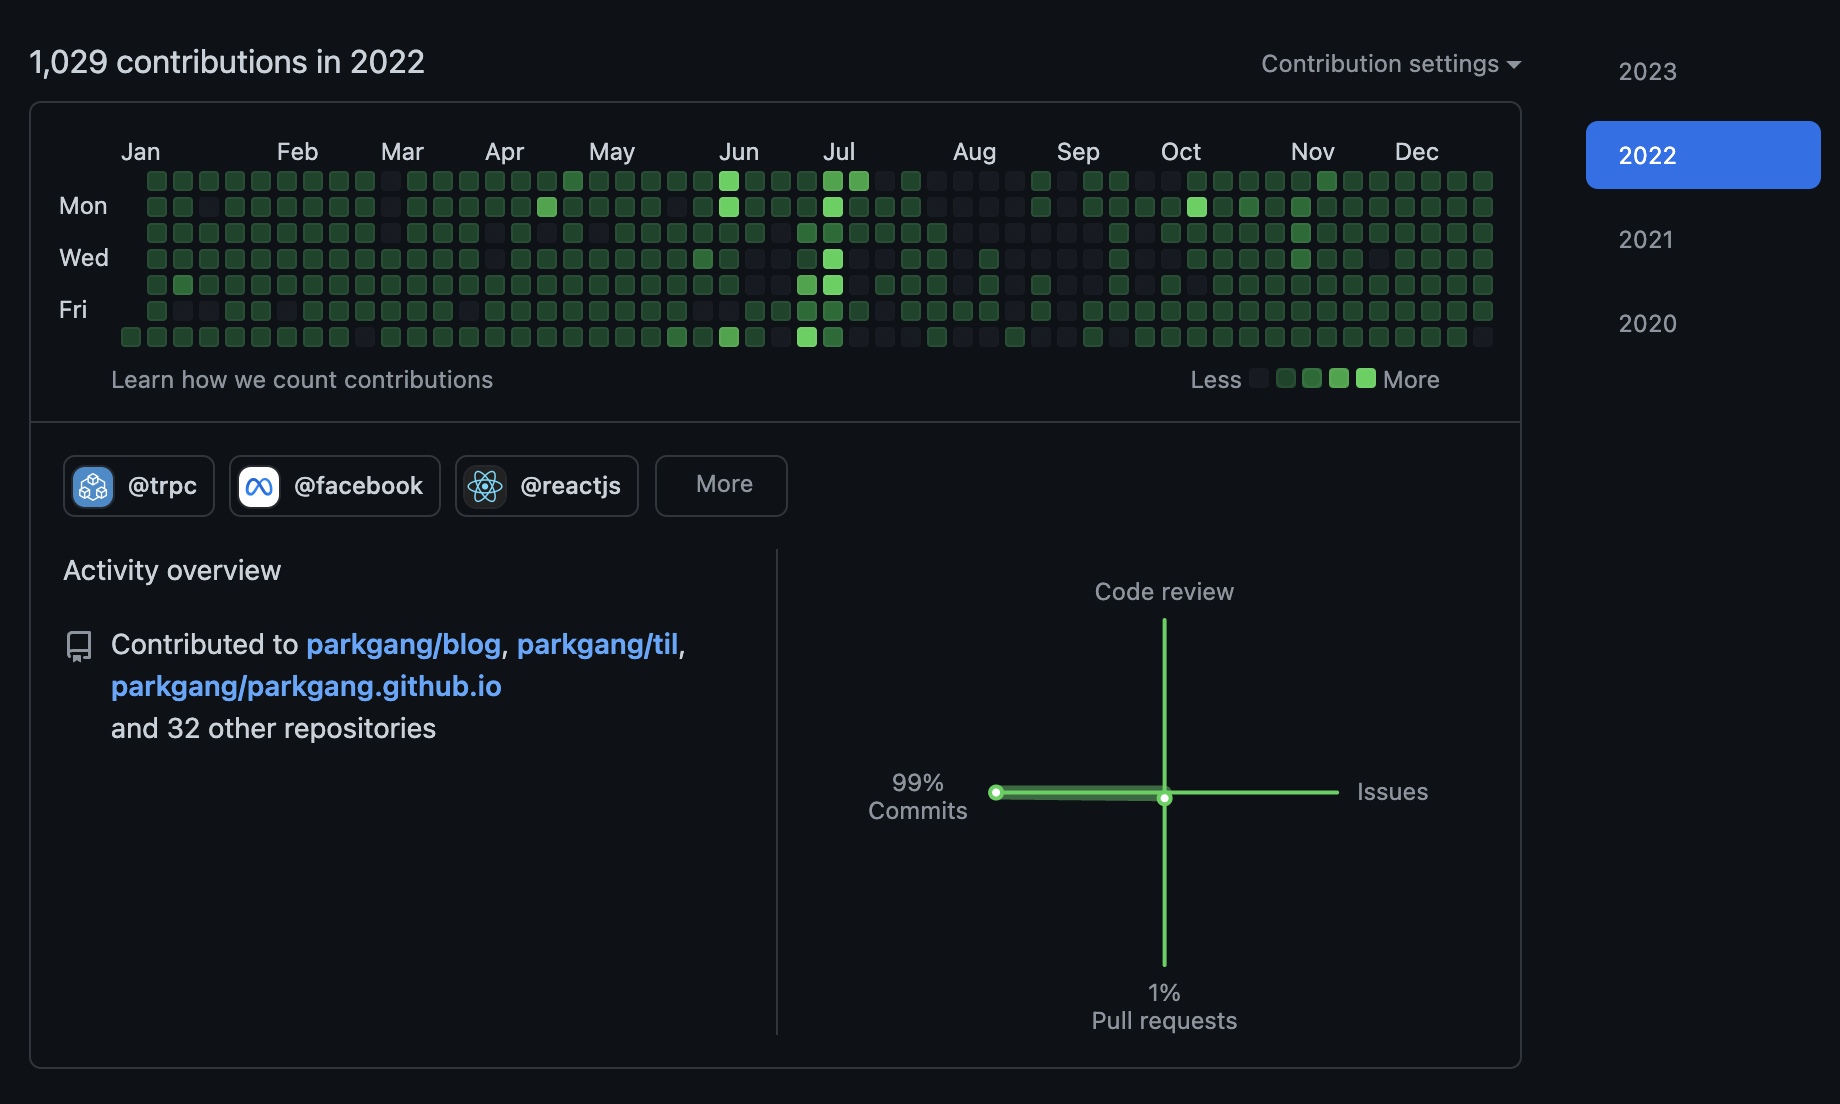 1,029 contributions in 2022
Contribution settings
2023
2022
2021
2020
Jan Feb Mar Apr May Jun Jul Aug Sep Oct Nov Dec
Mon
Wed
Fri
Learn how we count contributions
Less More
@trpc @facebook @reactjs More
Activity overview
Contributed to parkgang/blog, parkgang/til,
parkgang/parkgang.github.io
and 32 other repositories
Code review
99%
Commits
Issues
1%
Pull requests